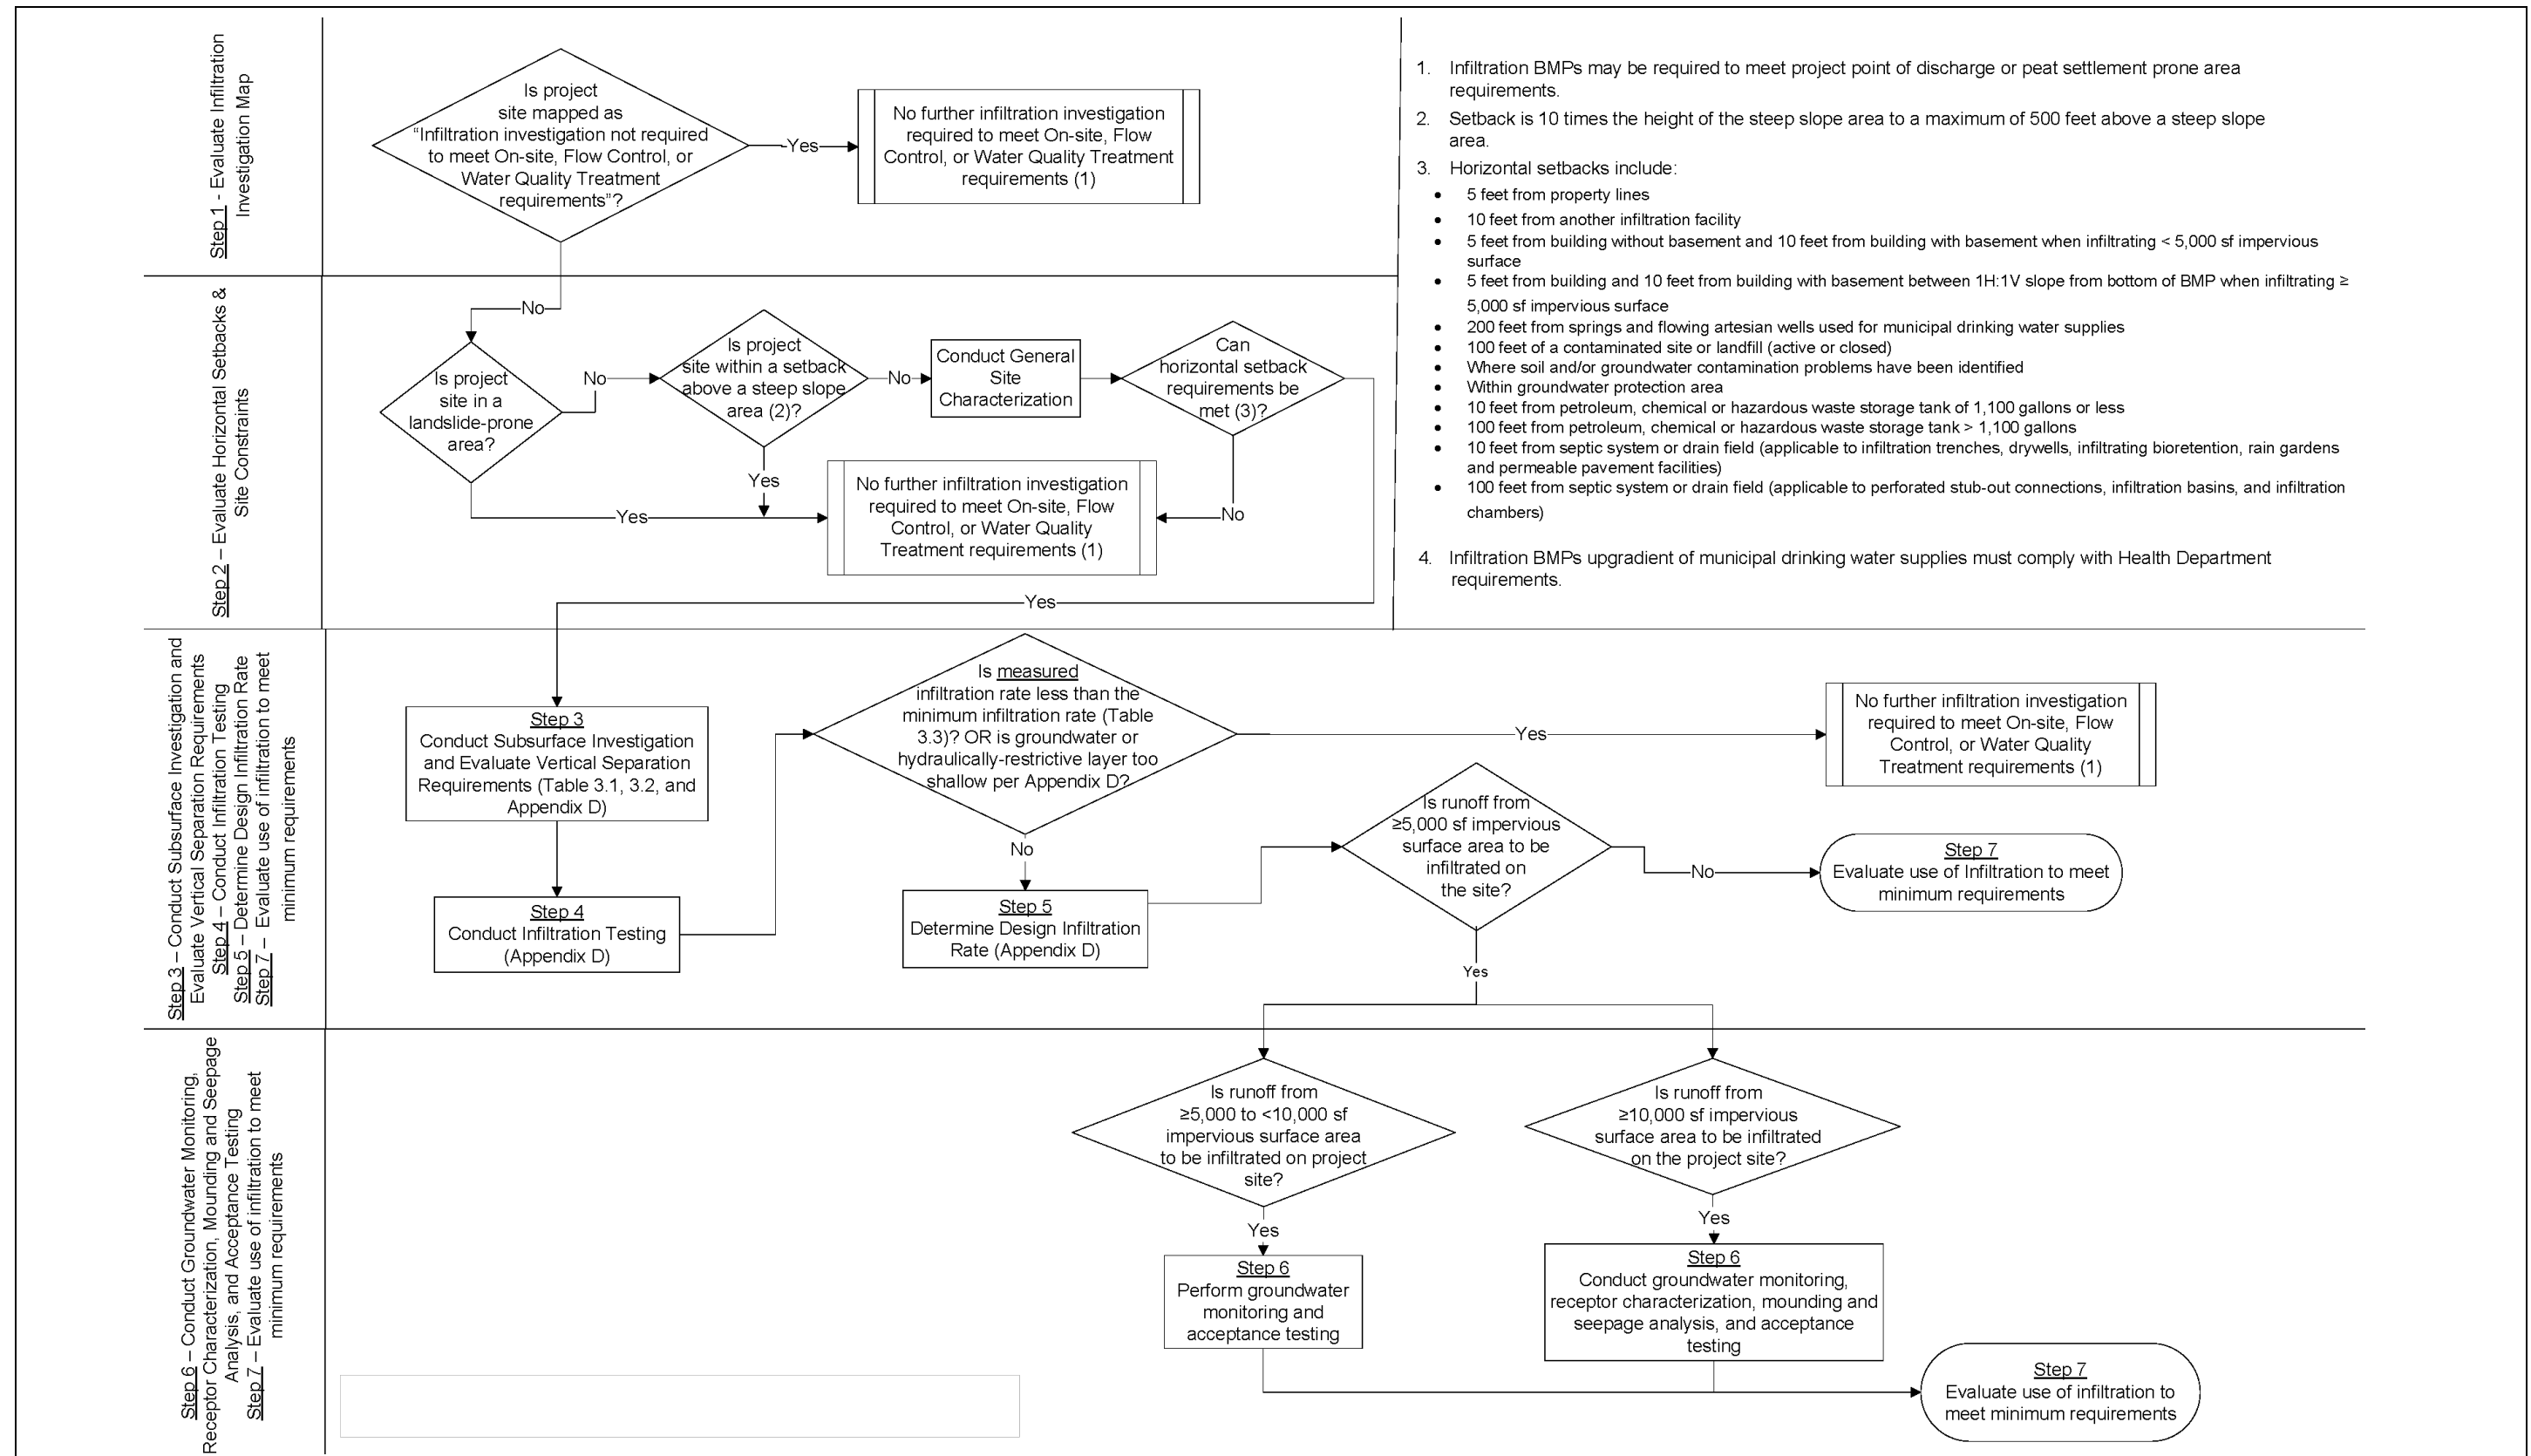 Step 1 - Evaluate Infiltration
Investigation Map
Is project
site mapped as
“Infiltration investigation not required
to meet On-site, Flow Control, or
Water Quality Treatment
requirements”?
Yes
No further infiltration investigation
required to meet On-site, Flow
Control, or Water Quality Treatment
requirements (1)
No
1. Infiltration BMPs may be required to meet project point of discharge or peat settlement prone area
requirements.
2. Setback is 10 times the height of the steep slope area to a maximum of 500 feet above a steep slope
area.
3. Horizontal setbacks include:
• 5 feet from property lines
• 10 feet from another infiltration facility
• 5 feet from building without basement and 10 feet from building with basement when infiltrating < 5,000 sf impervious
surface
• 5 feet from building and 10 feet from building with basement between 1H:1V slope from bottom of BMP when infiltrating ≥
5,000 sf impervious surface
• 200 feet from springs and flowing artesian wells used for municipal drinking water supplies
• 100 feet of a contaminated site or landfill (active or closed)
• Where soil and/or groundwater contamination problems have been identified
• Within groundwater protection area
• 10 feet from petroleum, chemical or hazardous waste storage tank of 1,100 gallons or less
• 100 feet from petroleum, chemical or hazardous waste storage tank > 1,100 gallons
• 10 feet from septic system or drain field (applicable to infiltration trenches, drywells, infiltrating bioretention, rain gardens
and permeable pavement facilities)
• 100 feet from septic system or drain field (applicable to perforated stub-out connections, infiltration basins, and infiltration
chambers)
4. Infiltration BMPs upgradient of municipal drinking water supplies must comply with Health Department
requirements.
Step 2 – Evaluate Horizontal Setbacks &
Site Constraints
Is project
site in a
landslide-prone
area?
No
Is project
site within a setback
above a steep slope
area (2)?
No
Conduct General
Site
Characterization
Can
horizontal setback
requirements be
met (3)?
Yes
Yes
No further infiltration investigation
required to meet On-site, Flow
Control, or Water Quality
Treatment requirements (1)
No
Yes
Step 3 – Conduct Subsurface Investigation and
Evaluate Vertical Separation Requirements
Step 4 – Conduct Infiltration Testing
Step 5 – Determine Design Infiltration Rate
Step 7 – Evaluate use of infiltration to meet
minimum requirements
Step 3
Conduct Subsurface Investigation
and Evaluate Vertical Separation
Requirements (Table 3.1, 3.2, and
Appendix D)
Step 4
Conduct Infiltration Testing
(Appendix D)
Is measured
infiltration rate less than the
minimum infiltration rate (Table
3.3)? OR is groundwater or
hydraulically-restrictive layer too
shallow per Appendix D?
Yes
No further infiltration investigation
required to meet On-site, Flow
Control, or Water Quality
Treatment requirements (1)
No
Step 5
Determine Design Infiltration
Rate (Appendix D)
Is runoff from
≥5,000 sf impervious
surface area to be
infiltrated on
the site?
No
Step 7
Evaluate use of Infiltration to meet
minimum requirements
Yes
Step 6 – Conduct Groundwater Monitoring,
Receptor Characterization, Mounding and Seepage
Analysis, and Acceptance Testing
Step 7 – Evaluate use of infiltration to meet
minimum requirements
Is runoff from
≥5,000 to <10,000 sf
impervious surface area
to be infiltrated on project
site?
Yes
Step 6
Perform groundwater
monitoring and
acceptance testing
Is runoff from
≥10,000 sf impervious
surface area to be infiltrated
on the project site?
Yes
Step 6
Conduct groundwater monitoring,
receptor characterization, mounding and
seepage analysis, and acceptance
testing
Step 7
Evaluate use of infiltration to
meet minimum requirements